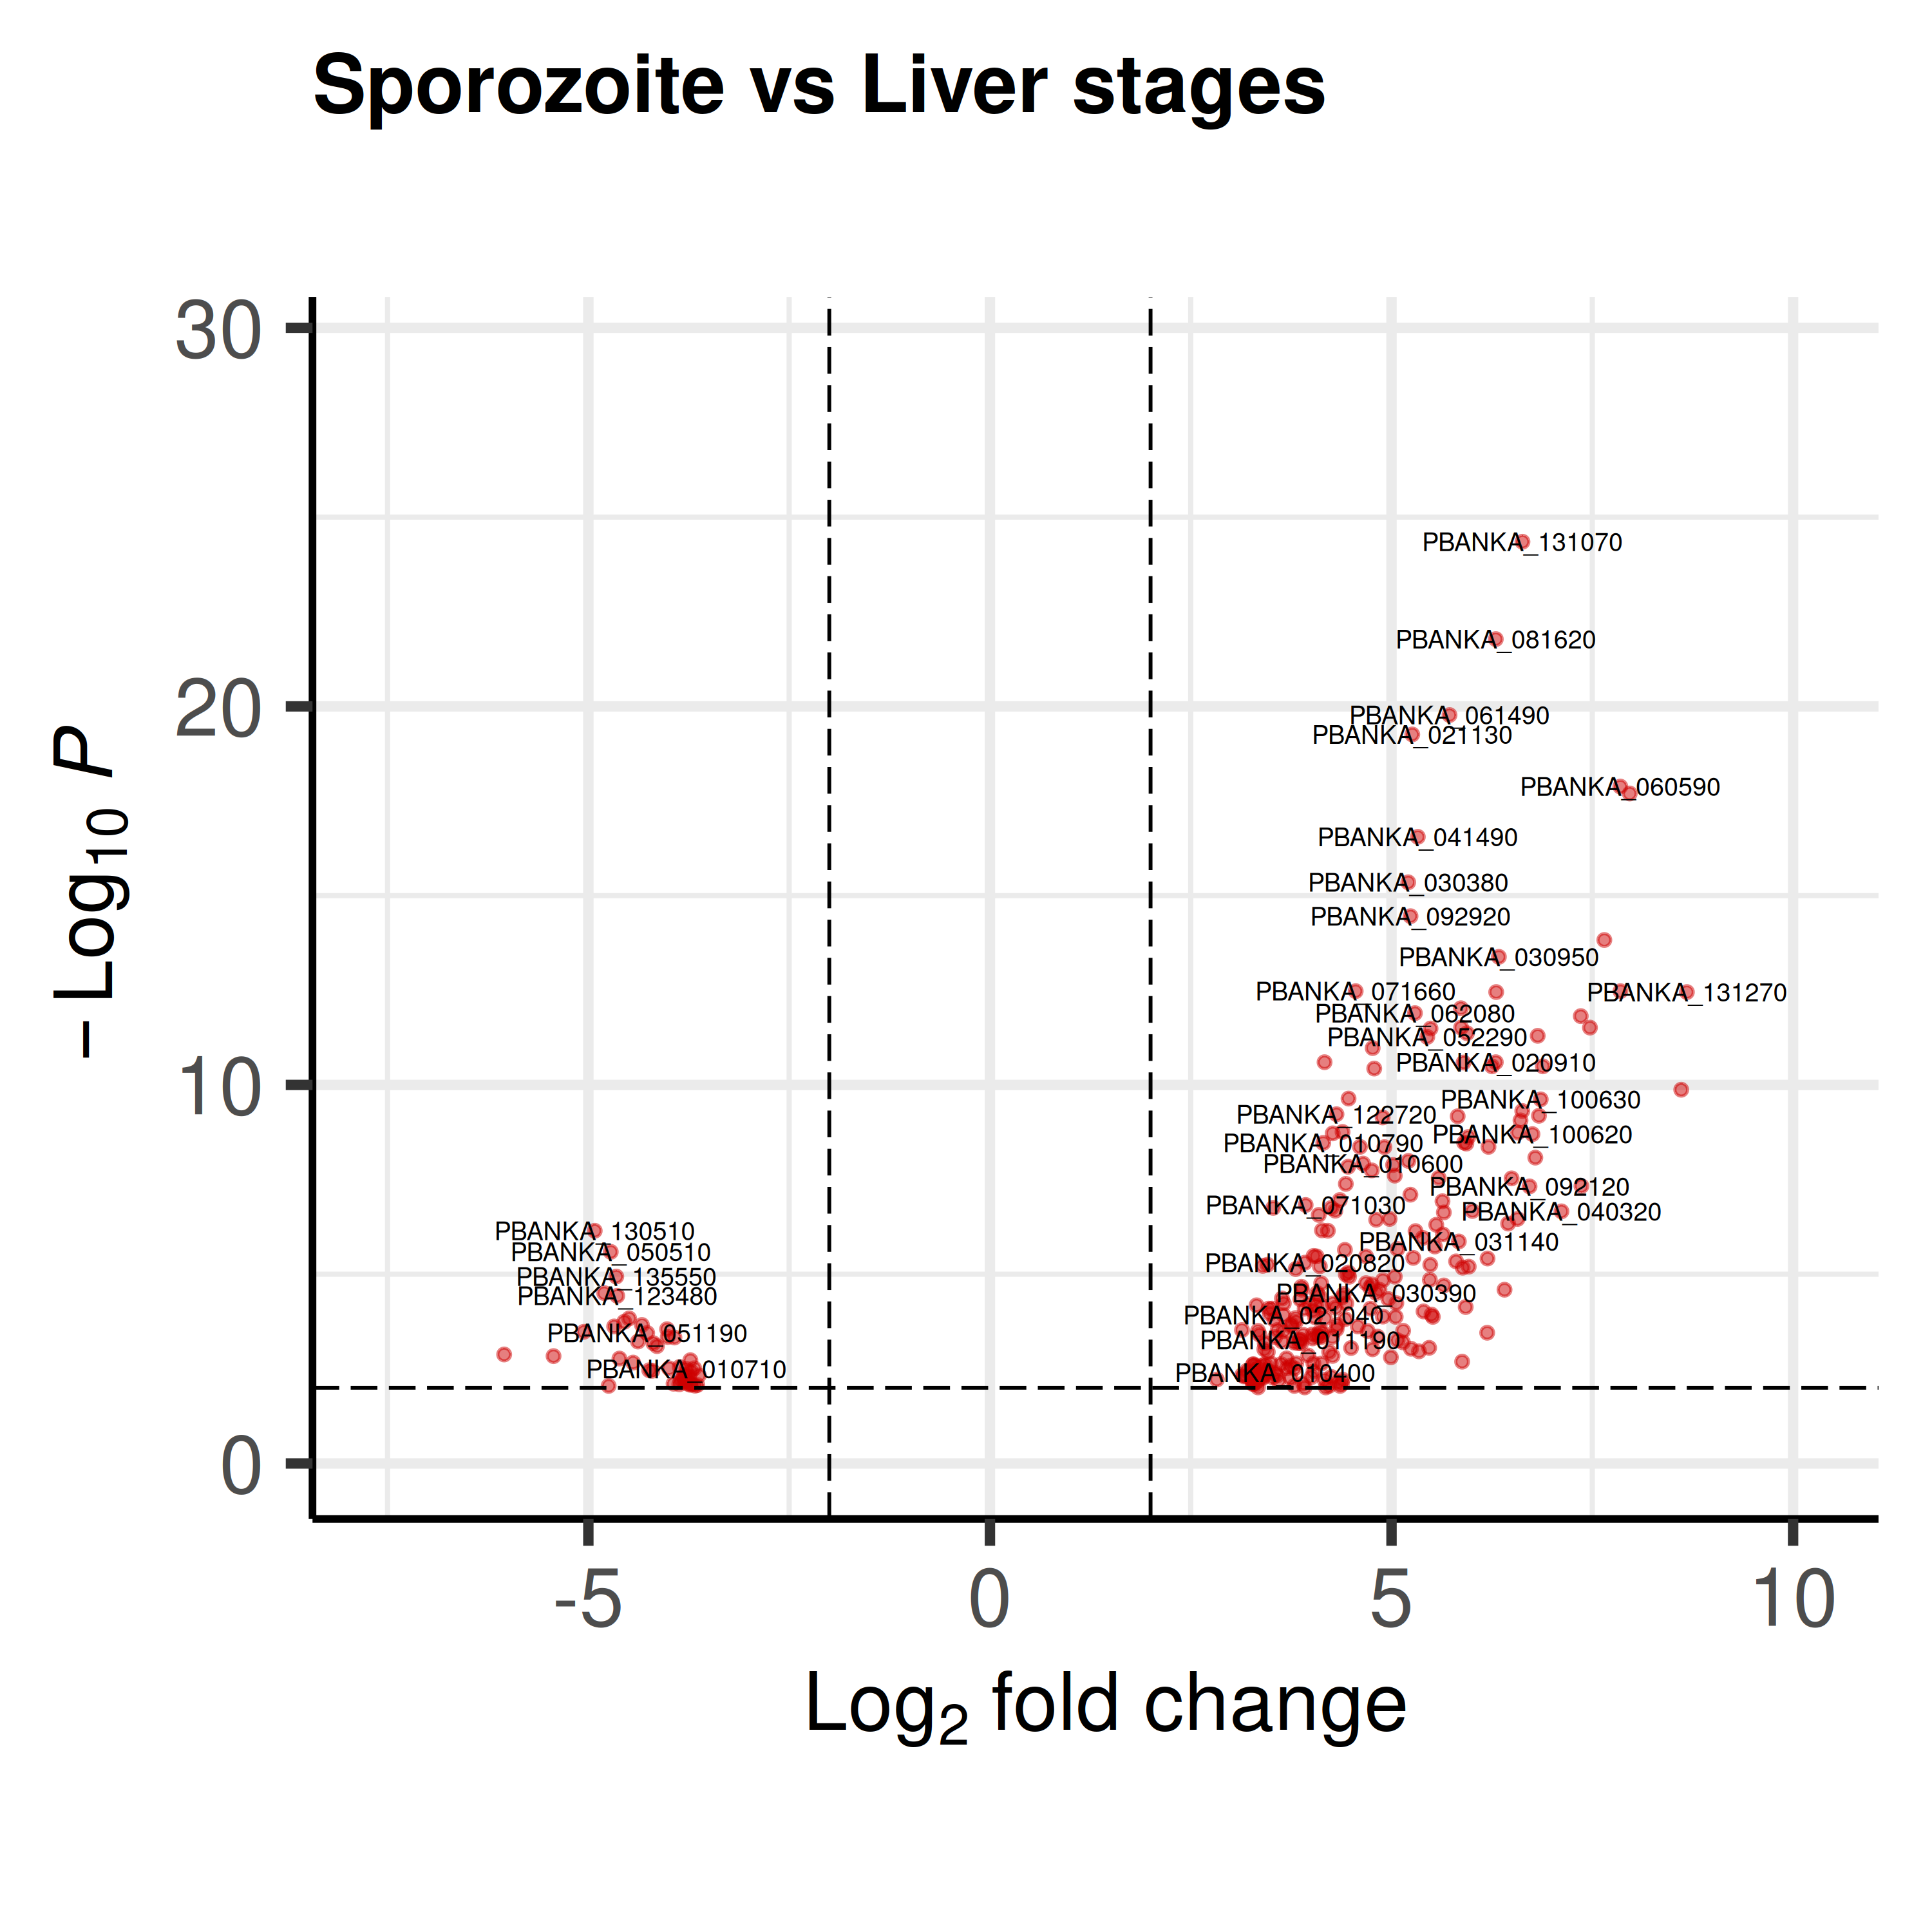 Sporozoite vs Liver stages
30
20
10
0
− Log10 P
PBANKA_131070
PBANKA_081620
PBANKA_061490
PBANKA_021130
PBANKA_060590
PBANKA_041490
PBANKA_030380
PBANKA_092920
PBANKA_030950
PBANKA_071660
PBANKA_131270
PBANKA_062080
PBANKA_052290
PBANKA_020910
PBANKA_100630
PBANKA_122720
PBANKA_100620
PBANKA_010790
PBANKA_010600
PBANKA_092120
PBANKA_071030
PBANKA_040320
PBANKA_130510
PBANKA_031140
PBANKA_050510
PBANKA_020820
PBANKA_135550
PBANKA_030390
PBANKA_123480
PBANKA_021040
PBANKA_051190
PBANKA_011190
PBANKA_010710
PBANKA_010400
-5
0
5
10
Log2 fold change